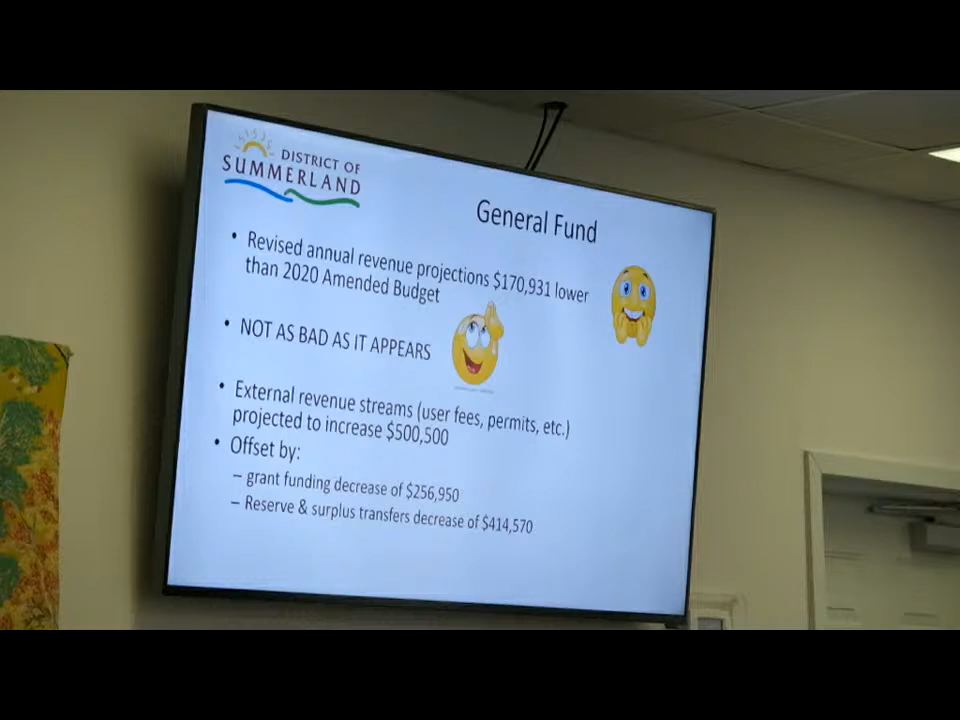 DISTRICT OF
SUMMERLAND
General Fund
• Revised annual revenue projections $170,931 lower
than 2020 Amended Budget
• NOT AS BAD AS IT APPEARS
• External revenue streams (user fees, permits, etc.)
projected to increase $500,500
• Offset by:
– grant funding decrease of $256,950
– Reserve & surplus transfers decrease of $414,570